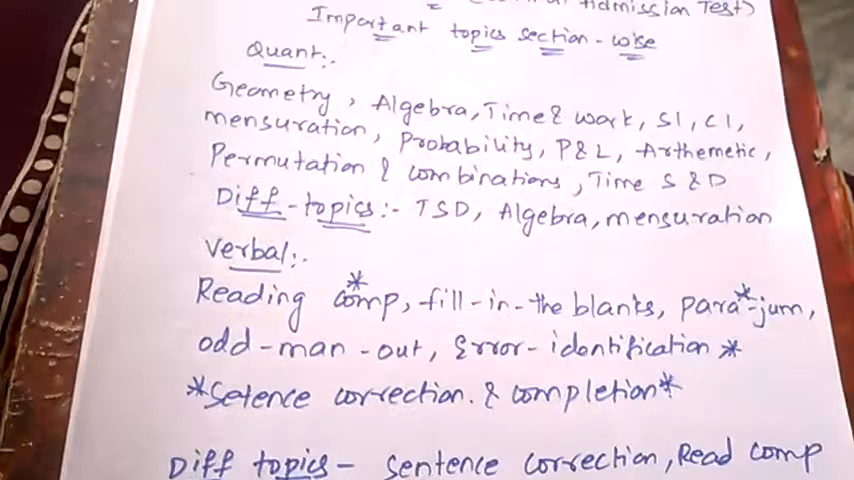 Admission Test)
Important topics section-wise
Quant:.
Geometry, Algebra, Time & work, SI, CI,
mensuration, Probability, P&L, Arthemetic,
Permutation & combinations, Time S & D
Diff-topics:- TSD, Algebra, mensuration
Verbal:.
Reading comp*, fill-in-the blanks, para*-jum,
odd-man-out, Error-identification *
*Setence correction. & completion*
Diff topics- Sentence correction, Read comp